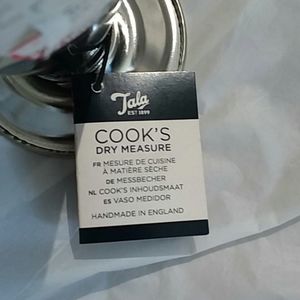 Tala
EST 1899
COOK'S
DRY MEASURE
FR MESURE DE CUISINE
À MATIÈRE SÈCHE
DE MESSBECHER
NL COOK'S INHOUDSMAAT
ES VASO MEDIDOR
HANDMADE IN ENGLAND